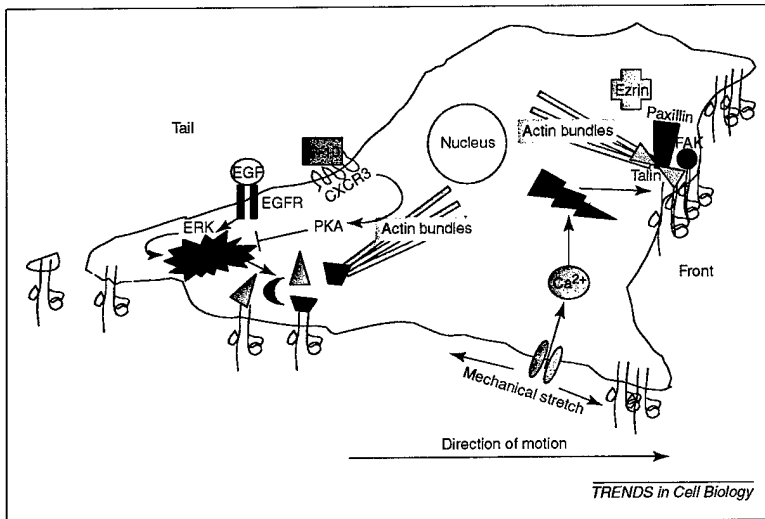 Tail
EGF
EGFR
CXCR3
ERK
PKA
Actin bundles
Nucleus
Actin bundles
Ezrin
Paxillin
FAK
Talin
Front
Ca2+
Mechanical stretch
Direction of motion
TRENDS in Cell Biology